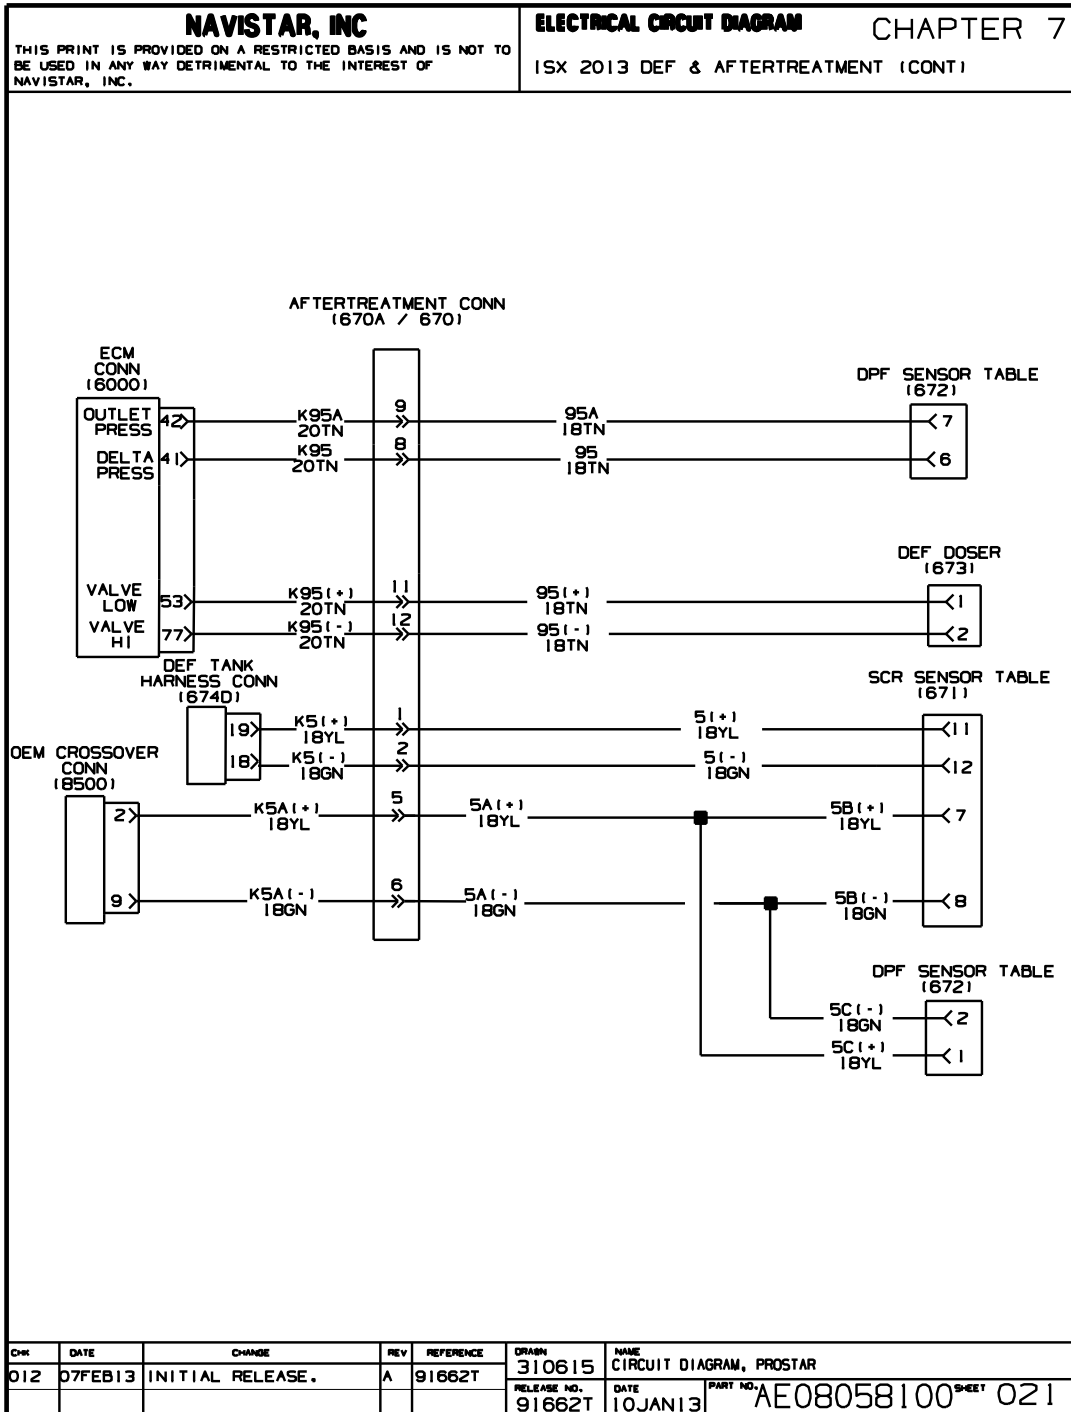 NAVISTAR, INC
THIS PRINT IS PROVIDED ON A RESTRICTED BASIS AND IS NOT TO
BE USED IN ANY WAY DETRIMENTAL TO THE INTEREST OF
NAVISTAR, INC.
ELECTRICAL CIRCUIT DIAGRAM
CHAPTER 7
ISX 2013 DEF & AFTERTREATMENT (CONT)
AFTERTREATMENT CONN
(670A / 670)
ECM
CONN
(6000)
DPF SENSOR TABLE
(672)
OUTLET
PRESS
42
K95A
20TN
9
95A
18TN
7
DELTA
PRESS
41
K95
20TN
8
95
18TN
6
DEF DOSER
(673)
VALVE
LOW
53
K95(+)
20TN
11
95(+)
18TN
1
VALVE
HI
77
K95(-)
20TN
12
95(-)
18TN
2
DEF TANK
HARNESS CONN
(674D)
SCR SENSOR TABLE
(671)
19
K5(+)
18YL
1
5(+)
18YL
11
18
K5(-)
18GN
2
5(-)
18GN
12
OEM CROSSOVER
CONN
(8500)
2
K5A(+)
18YL
5
5A(+)
18YL
5B(+)
18YL
7
9
K5A(-)
18GN
6
5A(-)
18GN
5B(-)
18GN
8
DPF SENSOR TABLE
(672)
5C(-)
18GN
2
5C(+)
18YL
1
CHK DATE CHANGE REV REFERENCE
012 07FEB13 INITIAL RELEASE. A 91662T
DRAWN
310615
NAME
CIRCUIT DIAGRAM, PROSTAR
RELEASE NO.
91662T
DATE
10JAN13
PART NO. AE08058100 SHEET 021